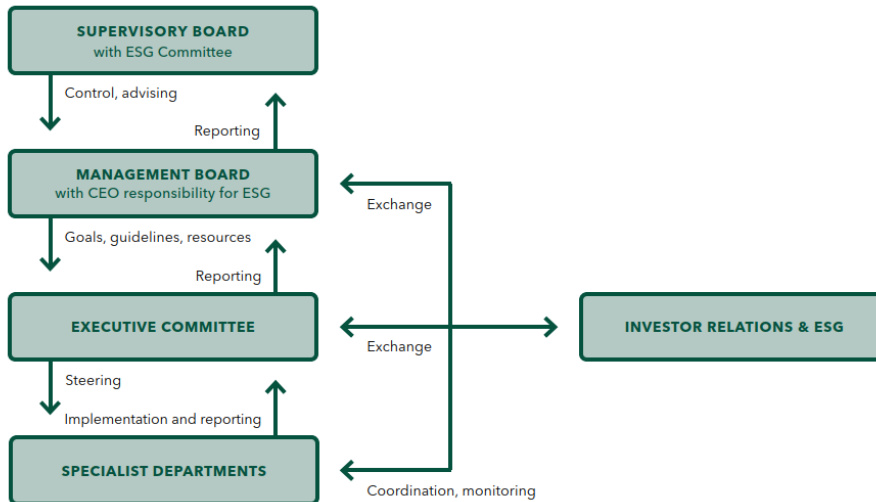 SUPERVISORY BOARD
with ESG Committee
Control, advising
Reporting
MANAGEMENT BOARD
with CEO responsibility for ESG
Exchange
Goals, guidelines, resources
Reporting
EXECUTIVE COMMITTEE
INVESTOR RELATIONS & ESG
Exchange
Steering
Implementation and reporting
SPECIALIST DEPARTMENTS
Coordination, monitoring